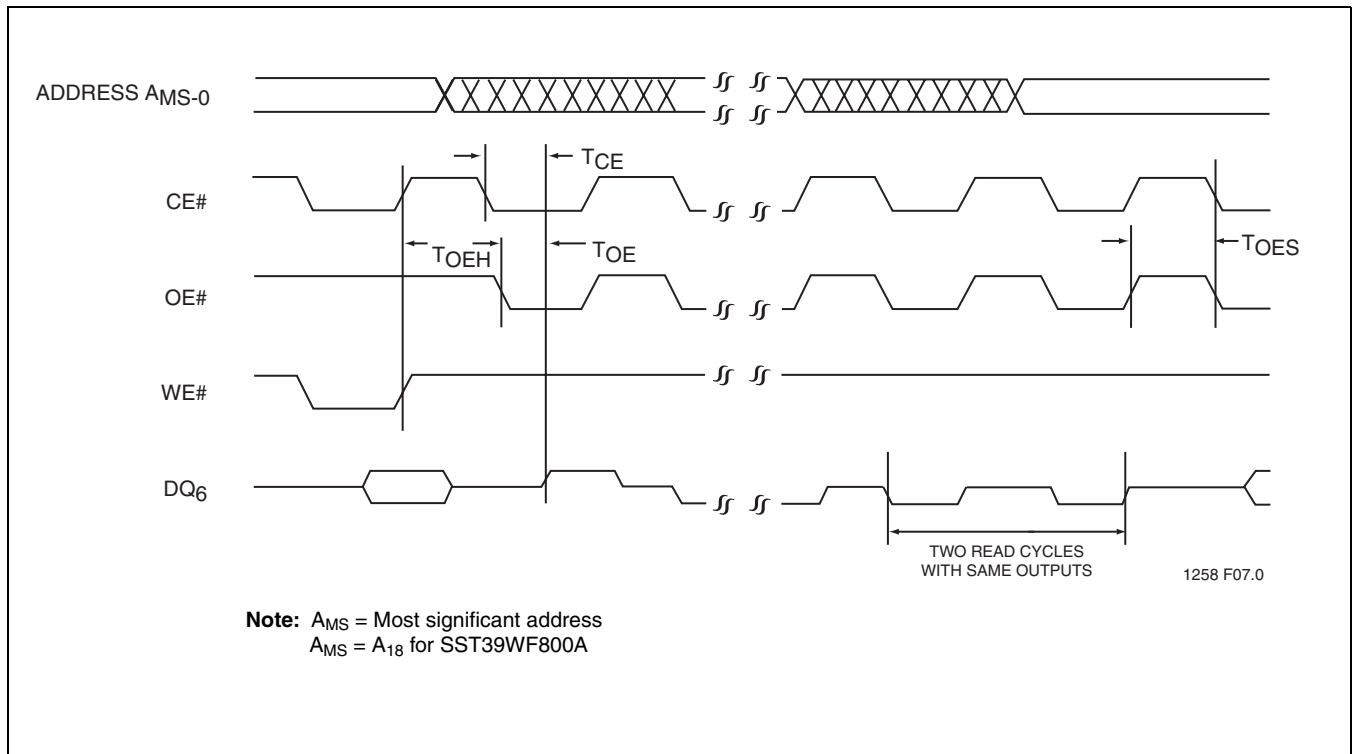 ADDRESS AMS-0
TCE
CE#
TOEH
TOE
TOES
OE#
WE#
DQ6
TWO READ CYCLES
WITH SAME OUTPUTS
1258 F07.0
Note: AMS = Most significant address
AMS = A18 for SST39WF800A